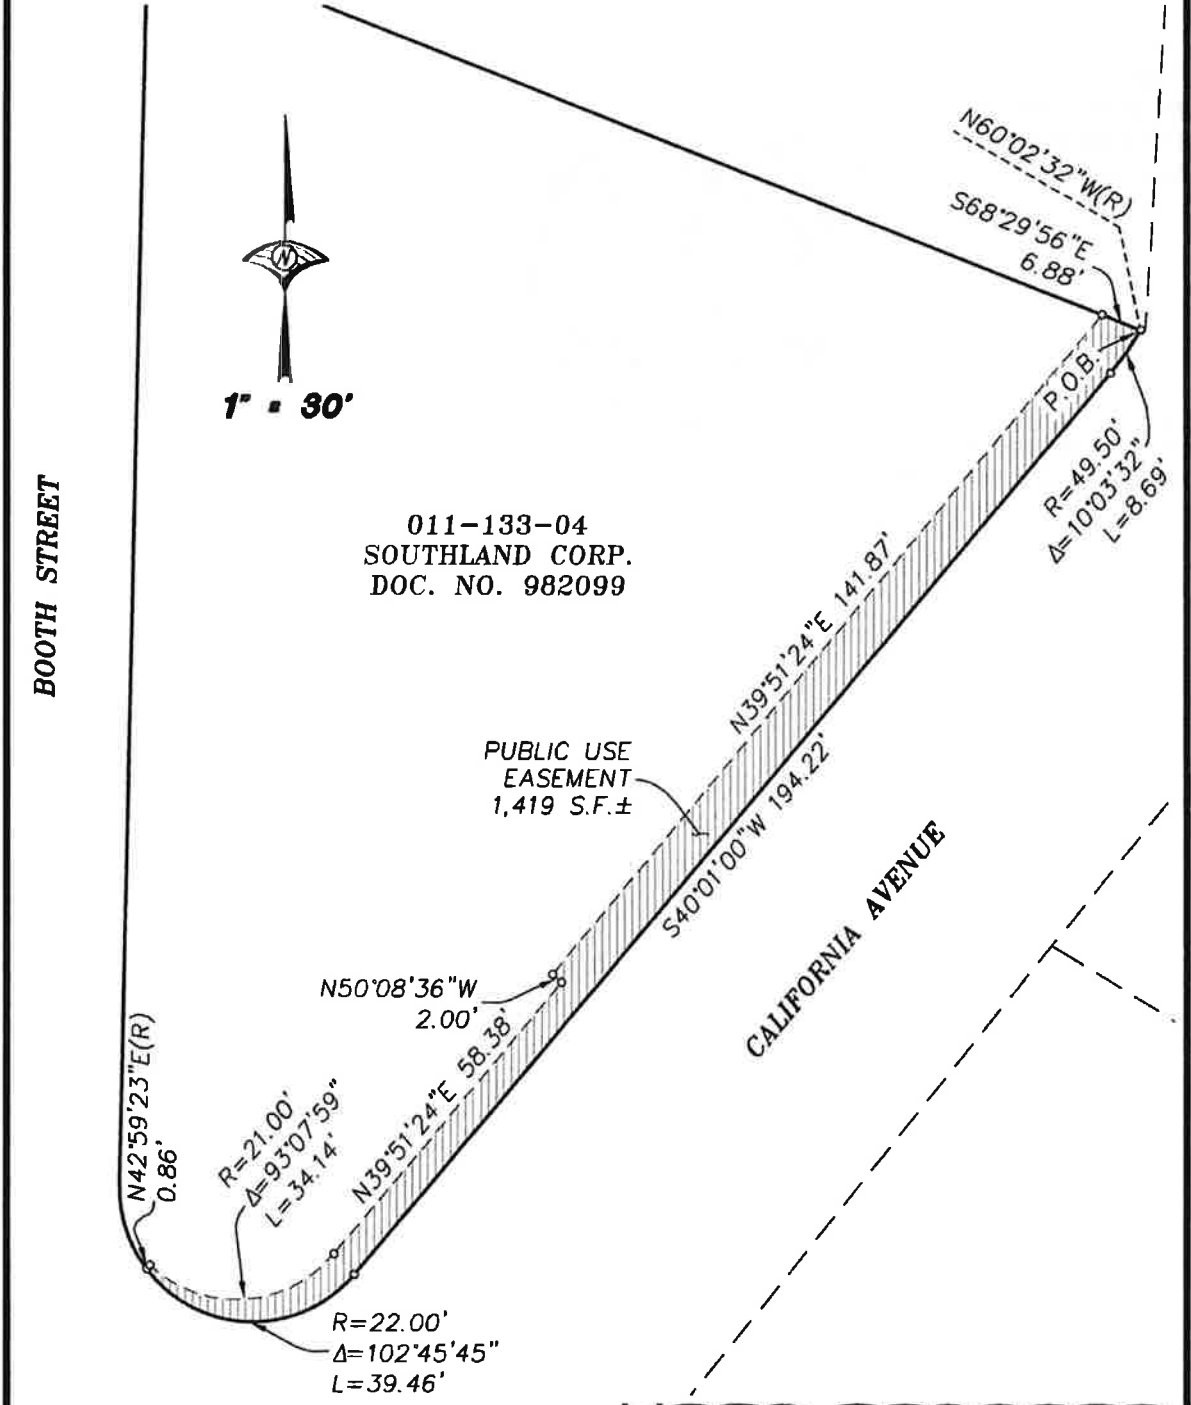 N60°02'32"W(R)
S68°29'56"E
6.88'
N
1" = 30'
P.O.B.
R=49.50'
Δ=10°03'32"
L=8.69'
BOOTH STREET
011-133-04
SOUTHLAND CORP.
DOC. NO. 982099
N39°51'24"E 141.87'
PUBLIC USE
EASEMENT
1,419 S.F.±
S40°01'00"W 194.22'
CALIFORNIA AVENUE
N50°08'36"W
2.00'
N39°51'24"E 58.38'
N42°59'23"E(R)
0.86'
R=21.00'
Δ=93°07'59"
L=34.14'
R=22.00'
Δ=102°45'45"
L=39.46'